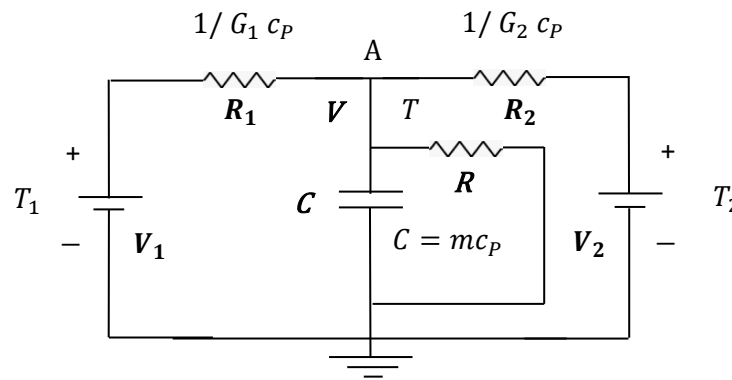 1/ G₁ c_P
A
1/ G₂ c_P
R₁
V
T
R₂
+
+
R
T₁
C
T₂
−
V₁
C = mc_P
V₂
−